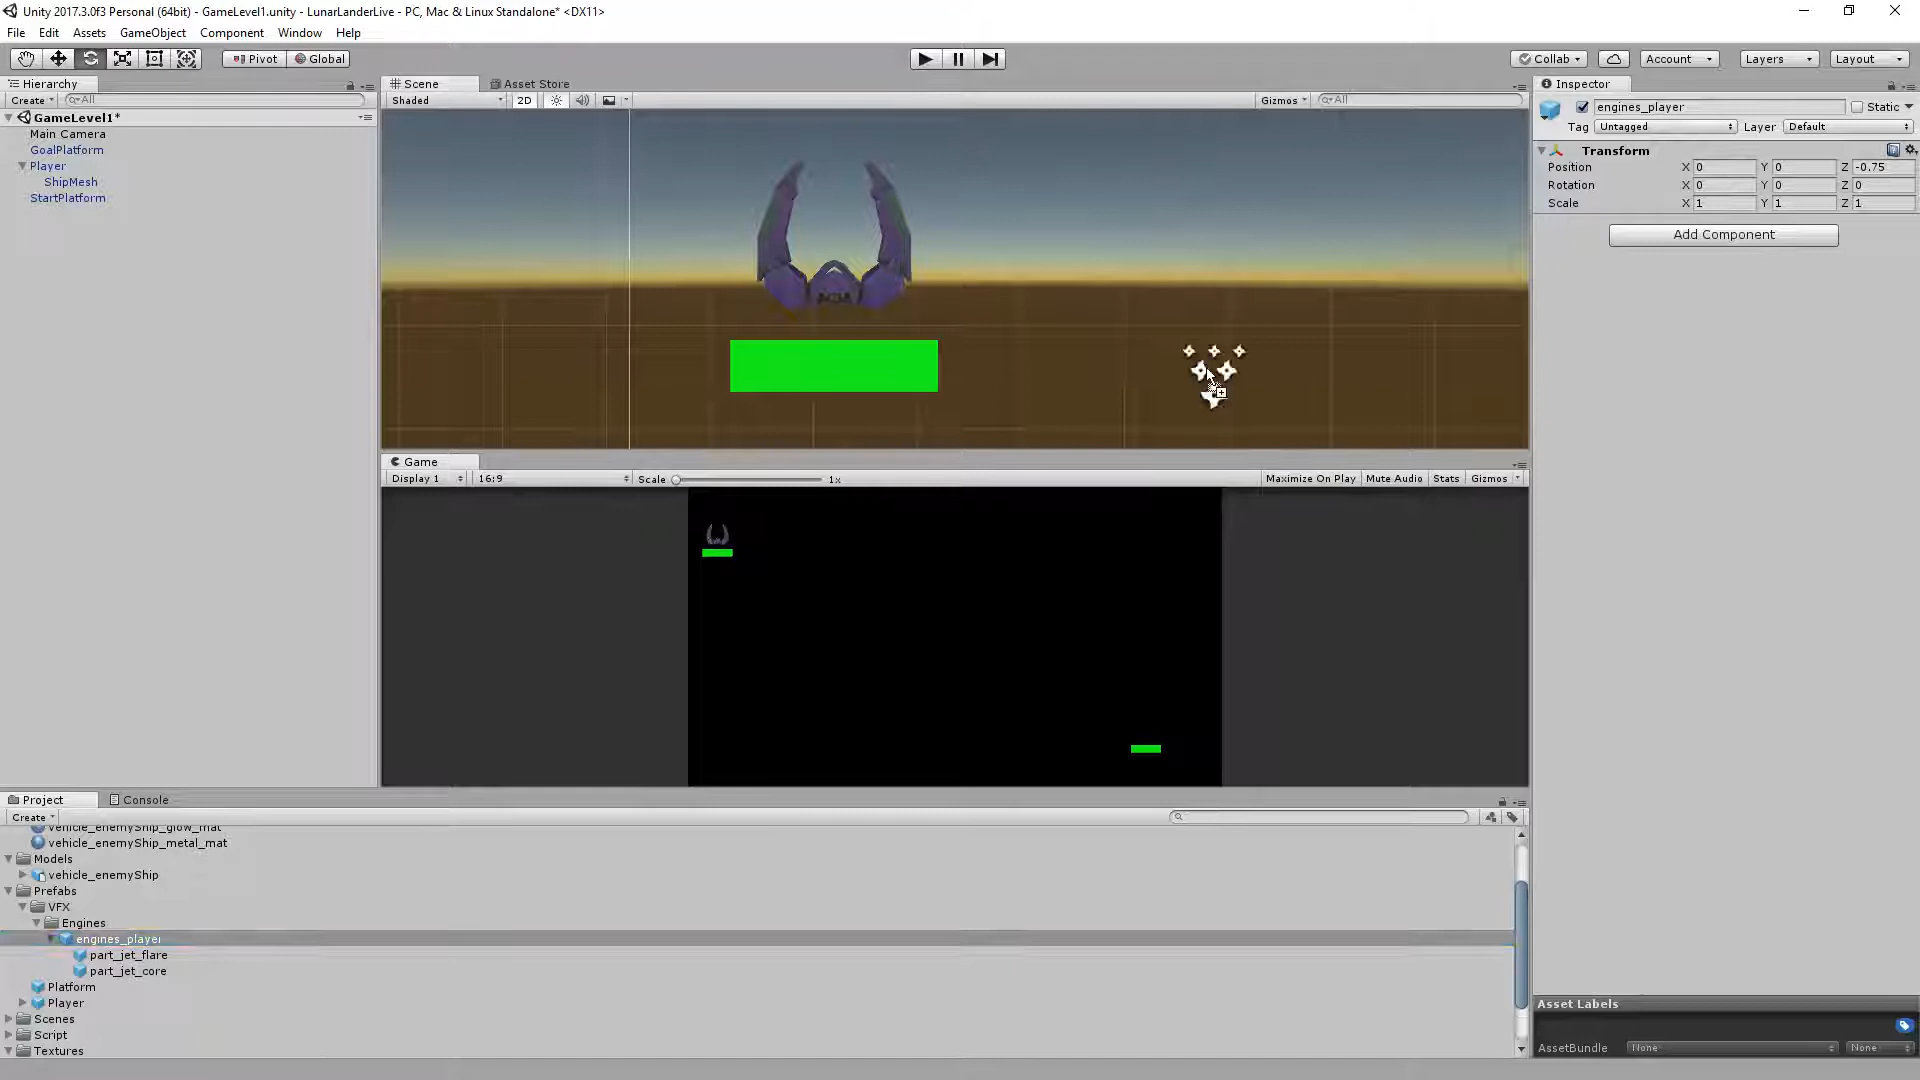 Unity 2017.3.0f3 Personal (64bit) - GameLevel1.unity - LunarLanderLive - PC, Mac & Linux Standalone* <DX11>
File Edit Assets GameObject Component Window Help
Pivot Global Collab Account Layers Layout
Hierarchy
Create All
GameLevel1*
Main Camera
GoalPlatform
Player
ShipMesh
StartPlatform
Scene Asset Store
Shaded 2D Gizmos All
Game
Display 1 16:9 Scale 1x Maximize On Play Mute Audio Stats Gizmos
Inspector
engines_player Static
Tag Untagged Layer Default
Transform
Position X 0 Y 0 Z -0.75
Rotation X 0 Y 0 Z 0
Scale X 1 Y 1 Z 1
Add Component
Project Console
Create
vehicle_enemyShip_glow_mat
vehicle_enemyShip_metal_mat
Models
vehicle_enemyShip
Prefabs
VFX
Engines
engines_player
part_jet_flare
part_jet_core
Platform
Player
Scenes
Script
Textures
Asset Labels
AssetBundle None None